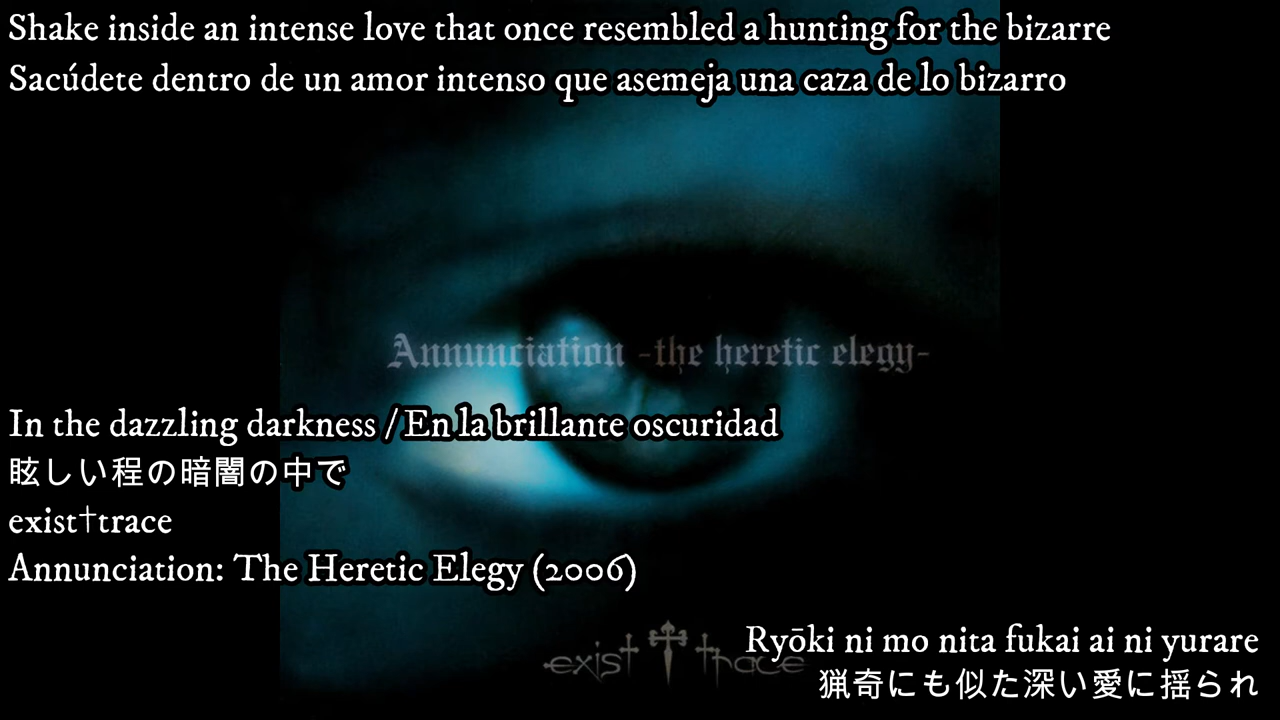 Shake inside an intense love that once resembled a hunting for the bizarre
Sacúdete dentro de un amor intenso que asemeja una caza de lo bizarro
Annunciation -the heretic elegy-
In the dazzling darkness / En la brillante oscuridad
眩しい程の暗闇の中で
exist†trace
Annunciation: The Heretic Elegy (2006)
exist†trace
Ryōki ni mo nita fukai ai ni yurare
猟奇にも似た深い愛に揺られ